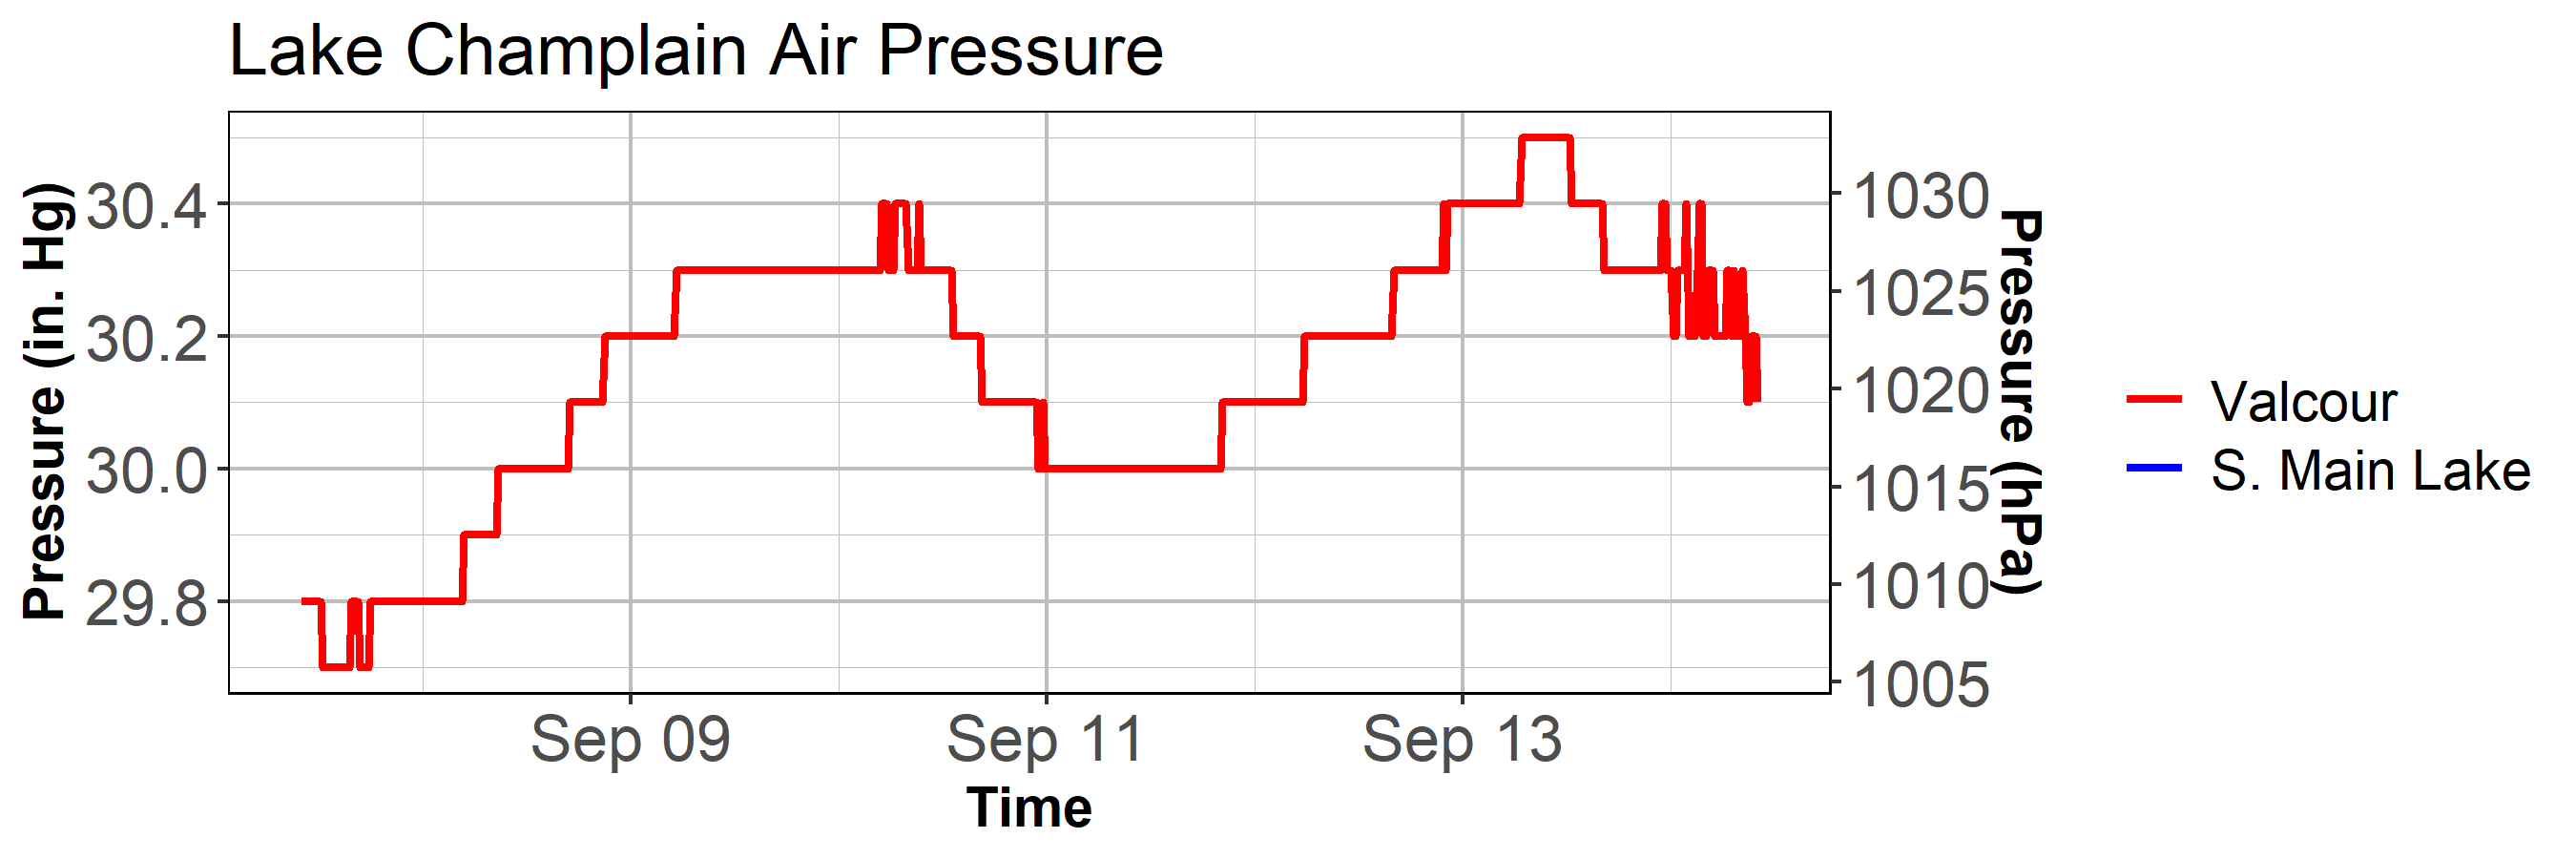 Lake Champlain Air Pressure
Pressure (in. Hg)
30.4
30.2
30.0
29.8
1030
1025
1020
1015
1010
1005
Pressure (hPa)
Sep 09
Sep 11
Sep 13
Time
Valcour
S. Main Lake